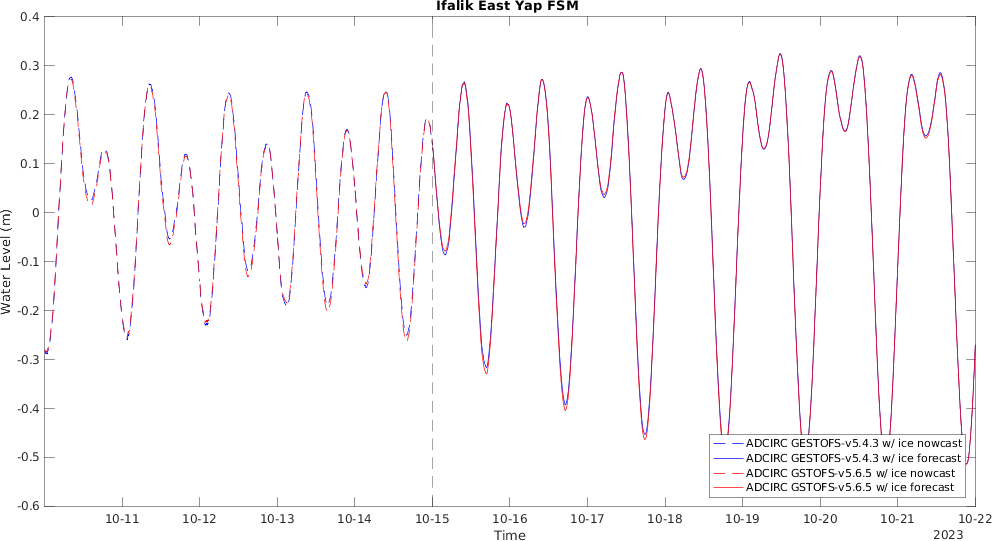 Ifalik East Yap FSM
0.4
0.3
0.2
0.1
0
-0.1
-0.2
-0.3
-0.4
-0.5
-0.6
Water Level (m)
ADCIRC GESTOFS-v5.4.3 w/ ice nowcast
ADCIRC GESTOFS-v5.4.3 w/ ice forecast
ADCIRC GSTOFS-v5.6.5 w/ ice nowcast
ADCIRC GSTOFS-v5.6.5 w/ ice forecast
10-11 10-12 10-13 10-14 10-15 10-16 10-17 10-18 10-19 10-20 10-21 10-22
Time
2023